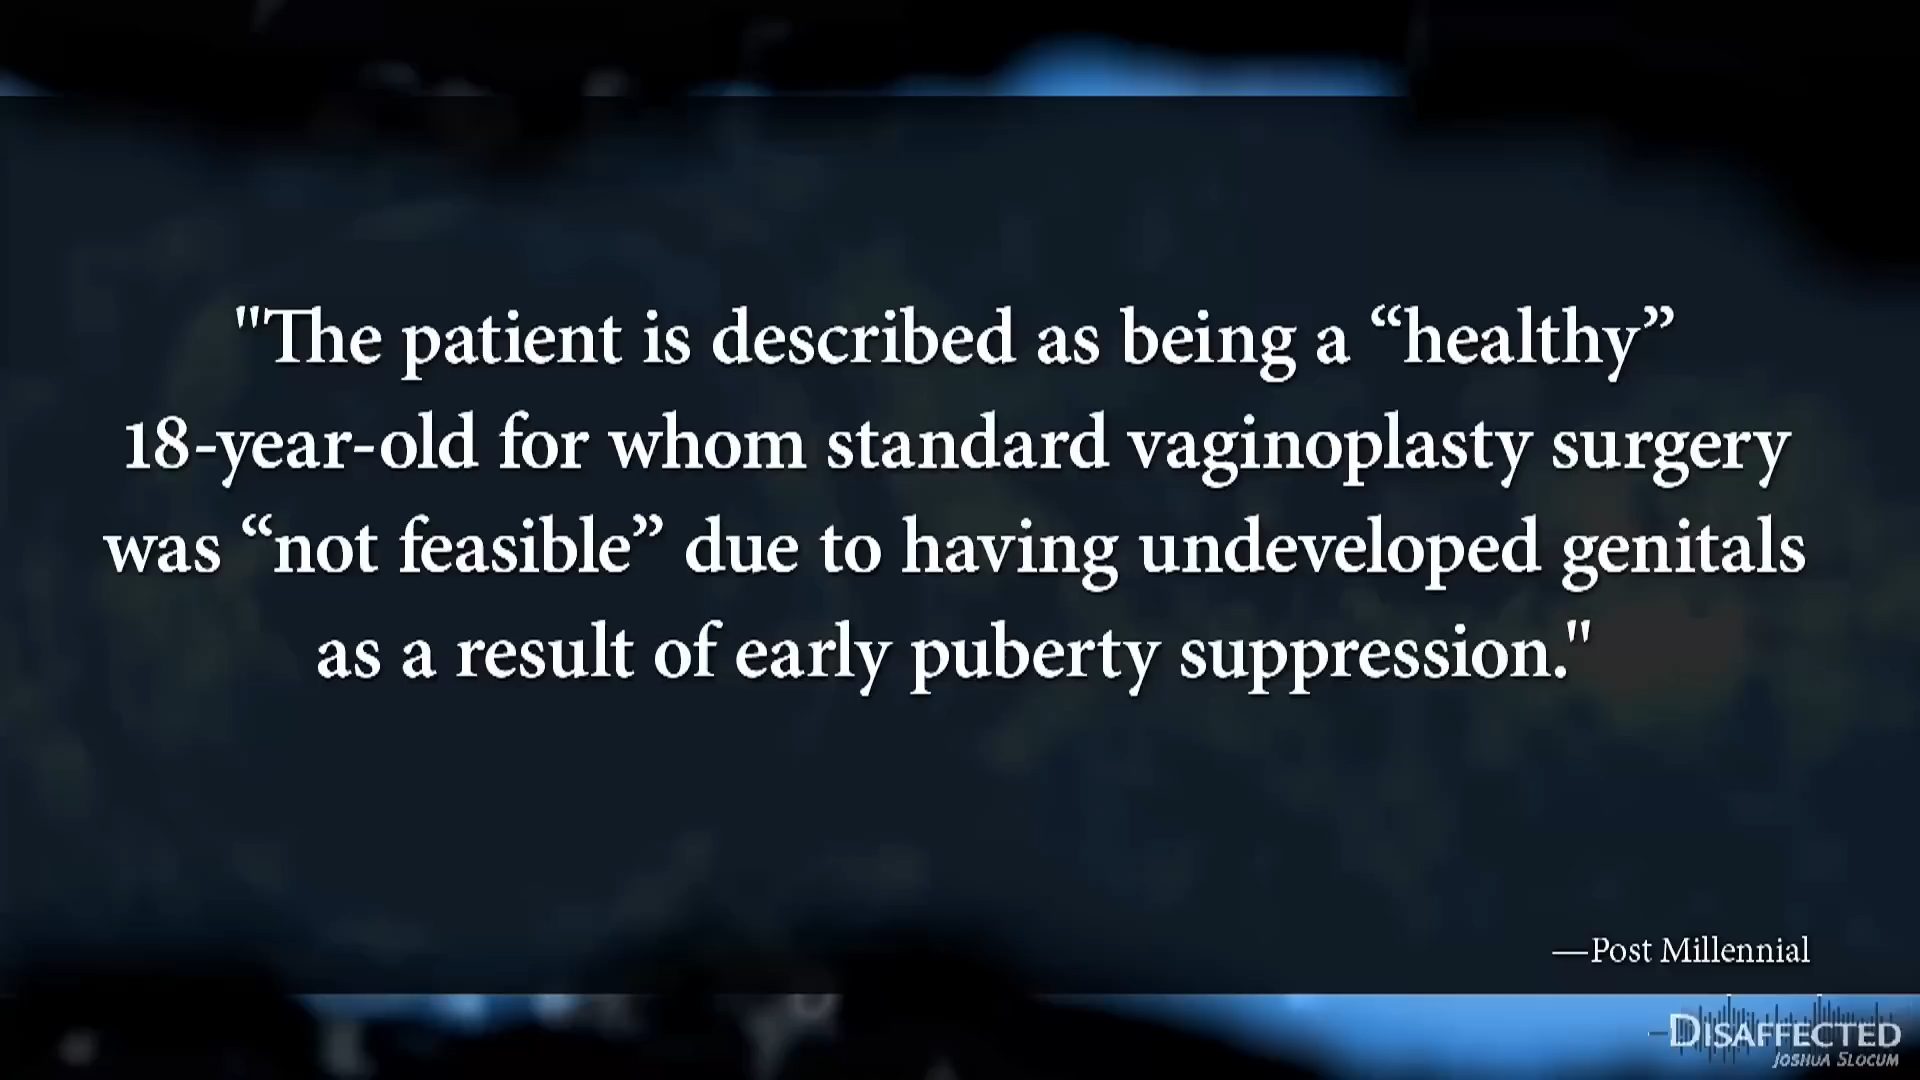 "The patient is described as being a “healthy”
18-year-old for whom standard vaginoplasty surgery
was “not feasible” due to having undeveloped genitals
as a result of early puberty suppression."
—Post Millennial
DISAFFECTED
JOSHUA SLOCUM